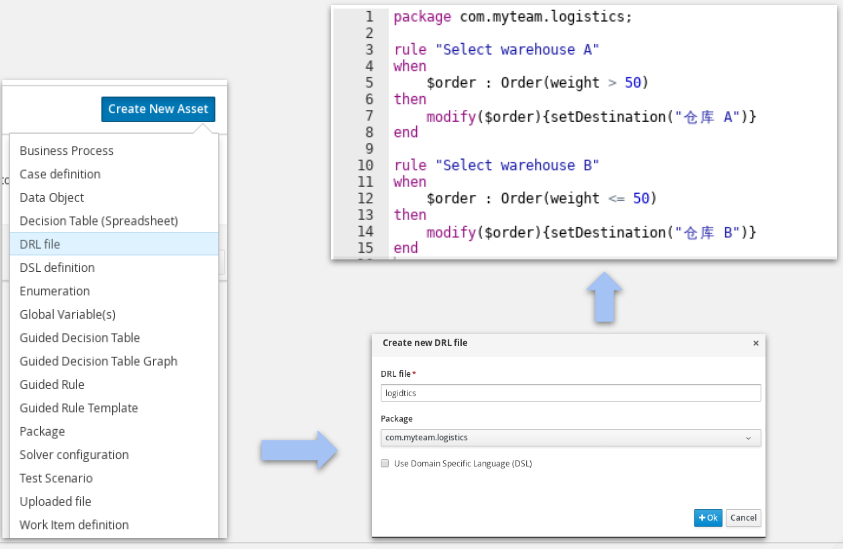 Create New Asset
Business Process
Case definition
Data Object
Decision Table (Spreadsheet)
DRL file
DSL definition
Enumeration
Global Variable(s)
Guided Decision Table
Guided Decision Table Graph
Guided Rule
Guided Rule Template
Package
Solver configuration
Test Scenario
Uploaded file
Work Item definition
Create new DRL file ×
DRL file *
logidtics
Package
com.myteam.logistics
Use Domain Specific Language (DSL)
+ Ok Cancel
1 package com.myteam.logistics;
2
3 rule "Select warehouse A"
4 when
5 $order : Order(weight > 50)
6 then
7 modify($order){setDestination("仓库 A")}
8 end
9
10 rule "Select warehouse B"
11 when
12 $order : Order(weight <= 50)
13 then
14 modify($order){setDestination("仓库 B")}
15 end